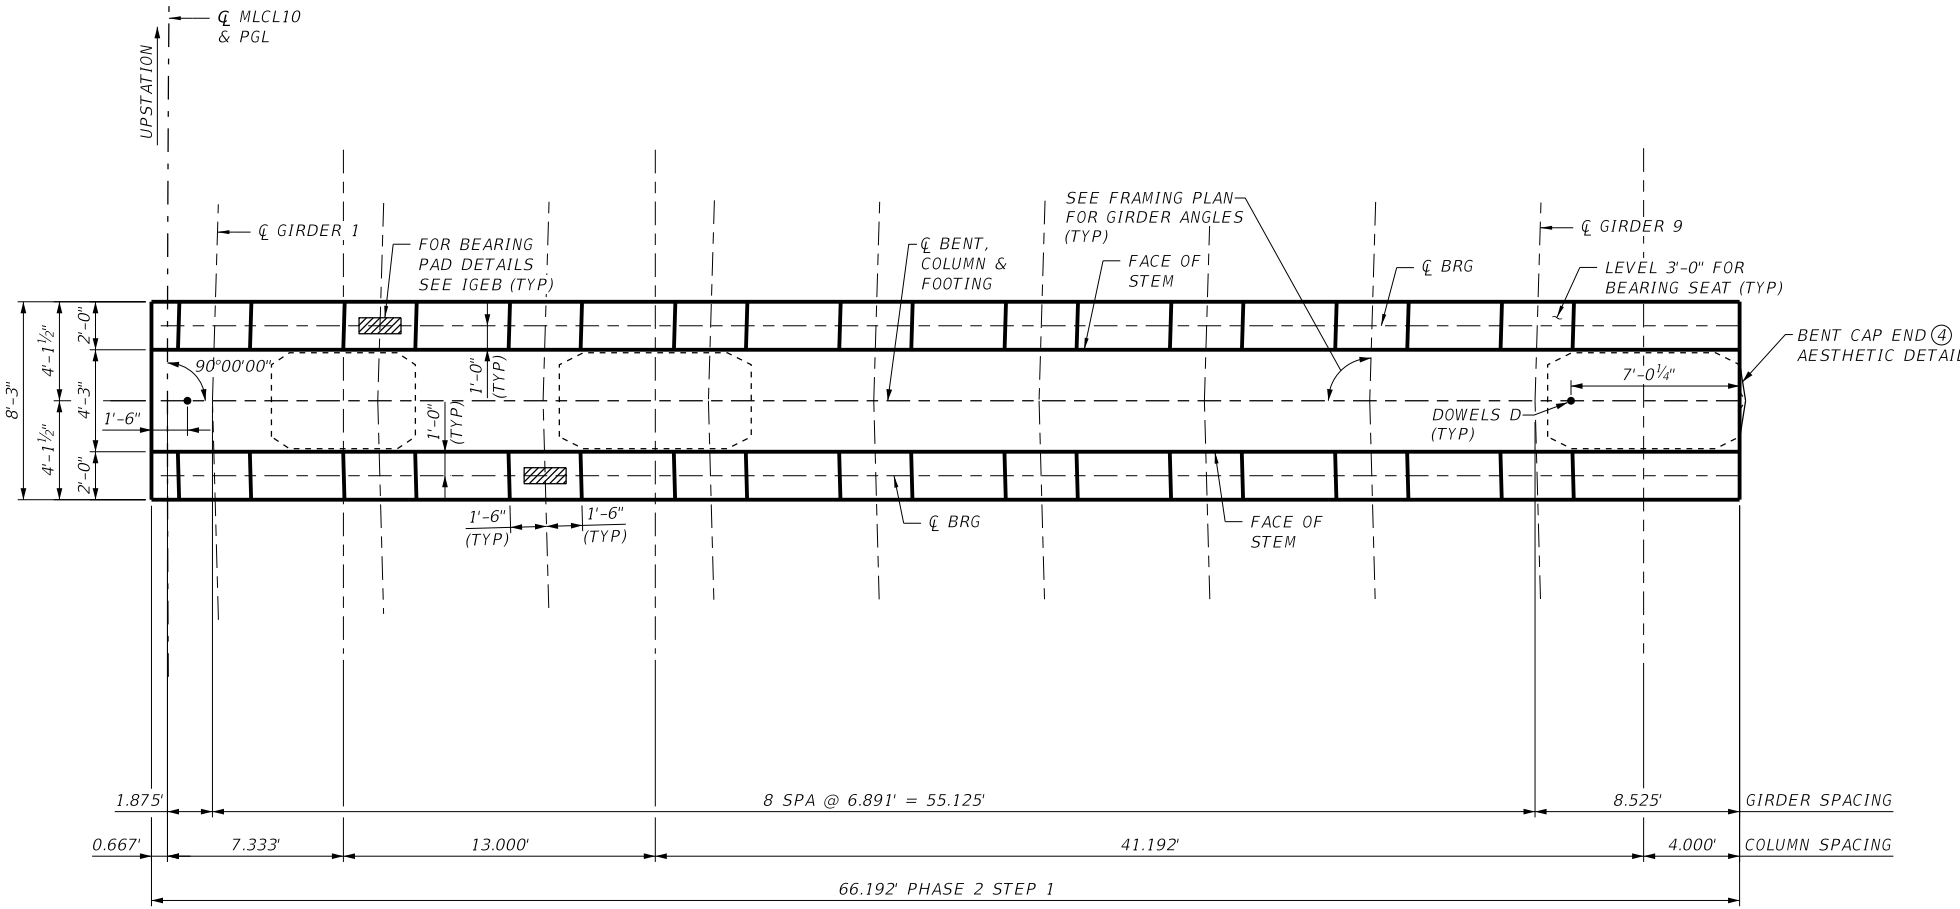 ℄ MLCL10
& PGL
UPSTATION
℄ GIRDER 1
FOR BEARING
PAD DETAILS
SEE IGEB (TYP)
℄ BENT,
COLUMN &
FOOTING
SEE FRAMING PLAN
FOR GIRDER ANGLES
(TYP)
FACE OF
STEM
℄ BRG
℄ GIRDER 9
LEVEL 3'-0" FOR
BEARING SEAT (TYP)
BENT CAP END 4
AESTHETIC DETAI
8'-3"
4'-1½"
4'-1½"
2'-0"
4'-3"
2'-0"
90°00'00"
1'-6"
1'-0"
(TYP)
1'-0"
(TYP)
7'-0¼"
DOWELS D
(TYP)
1'-6"
(TYP)
1'-6"
(TYP)
℄ BRG
FACE OF
STEM
1.875'
8 SPA @ 6.891' = 55.125'
8.525'
GIRDER SPACING
0.667'
7.333'
13.000'
41.192'
4.000'
COLUMN SPACING
66.192' PHASE 2 STEP 1